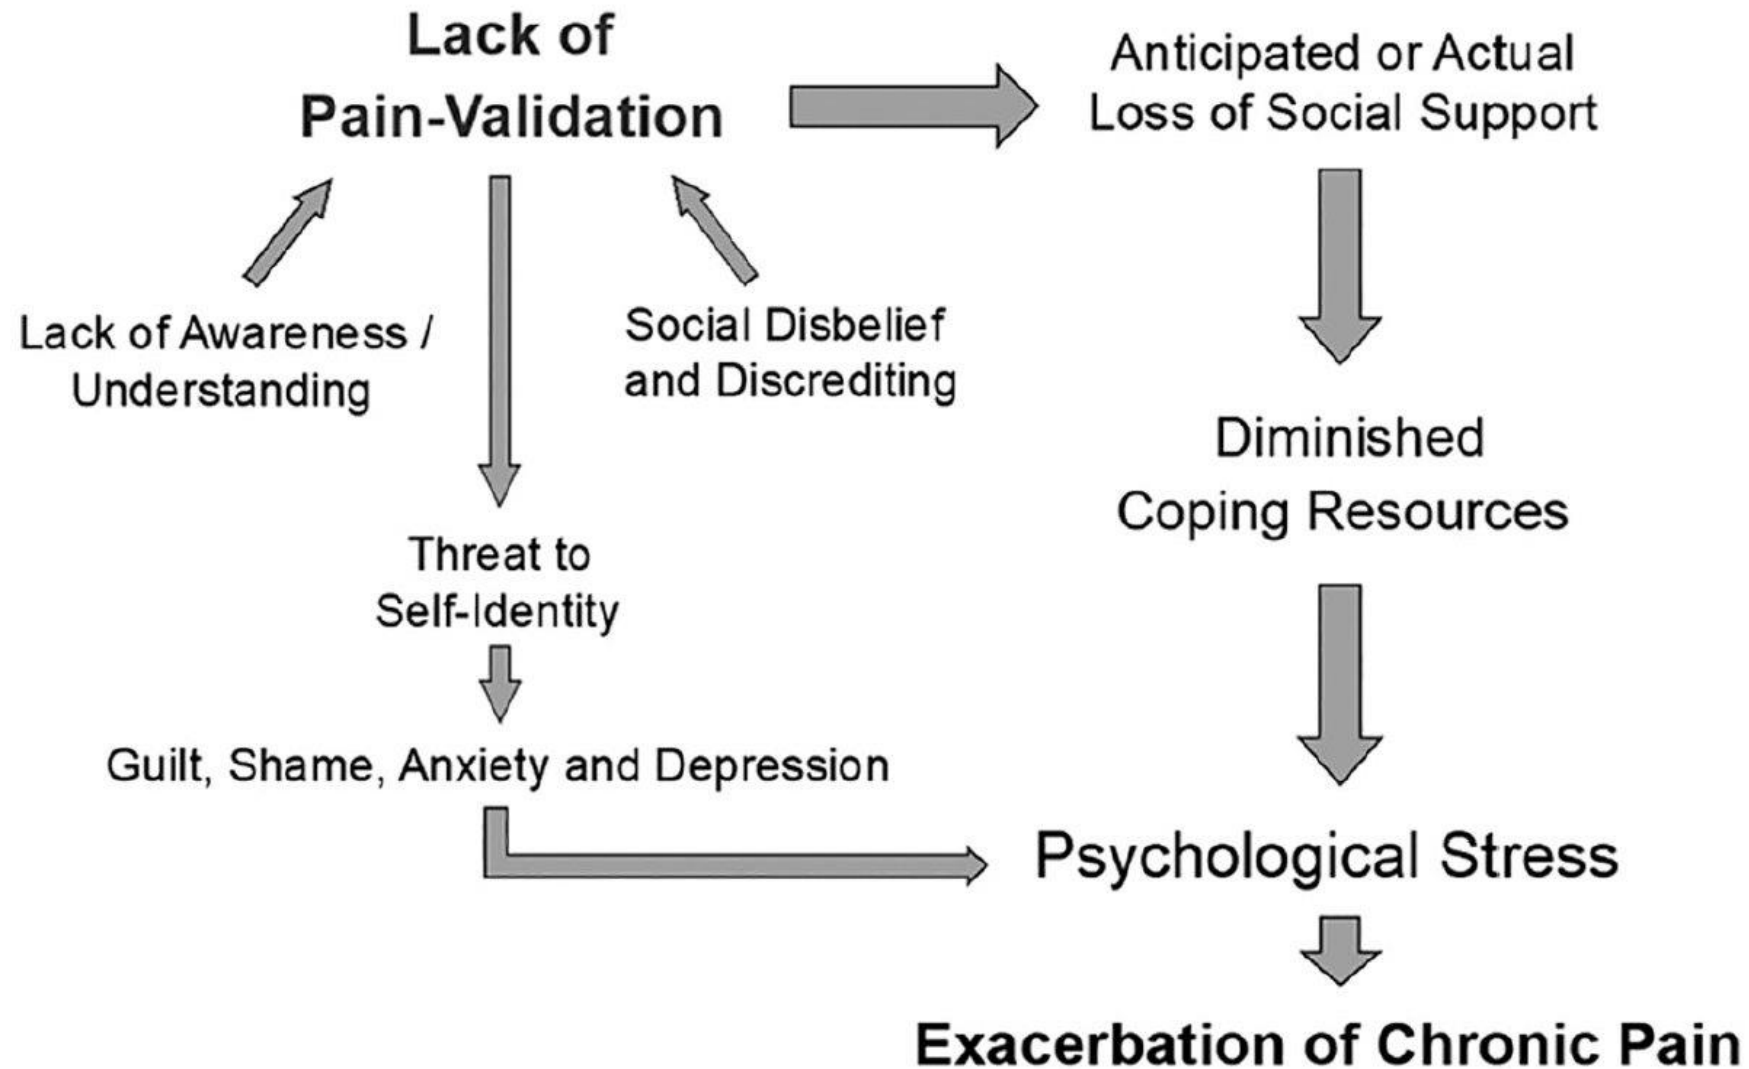 Lack of
Pain-Validation
Anticipated or Actual
Loss of Social Support
Lack of Awareness /
Understanding
Social Disbelief
and Discrediting
Diminished
Coping Resources
Threat to
Self-Identity
Guilt, Shame, Anxiety and Depression
Psychological Stress
Exacerbation of Chronic Pain